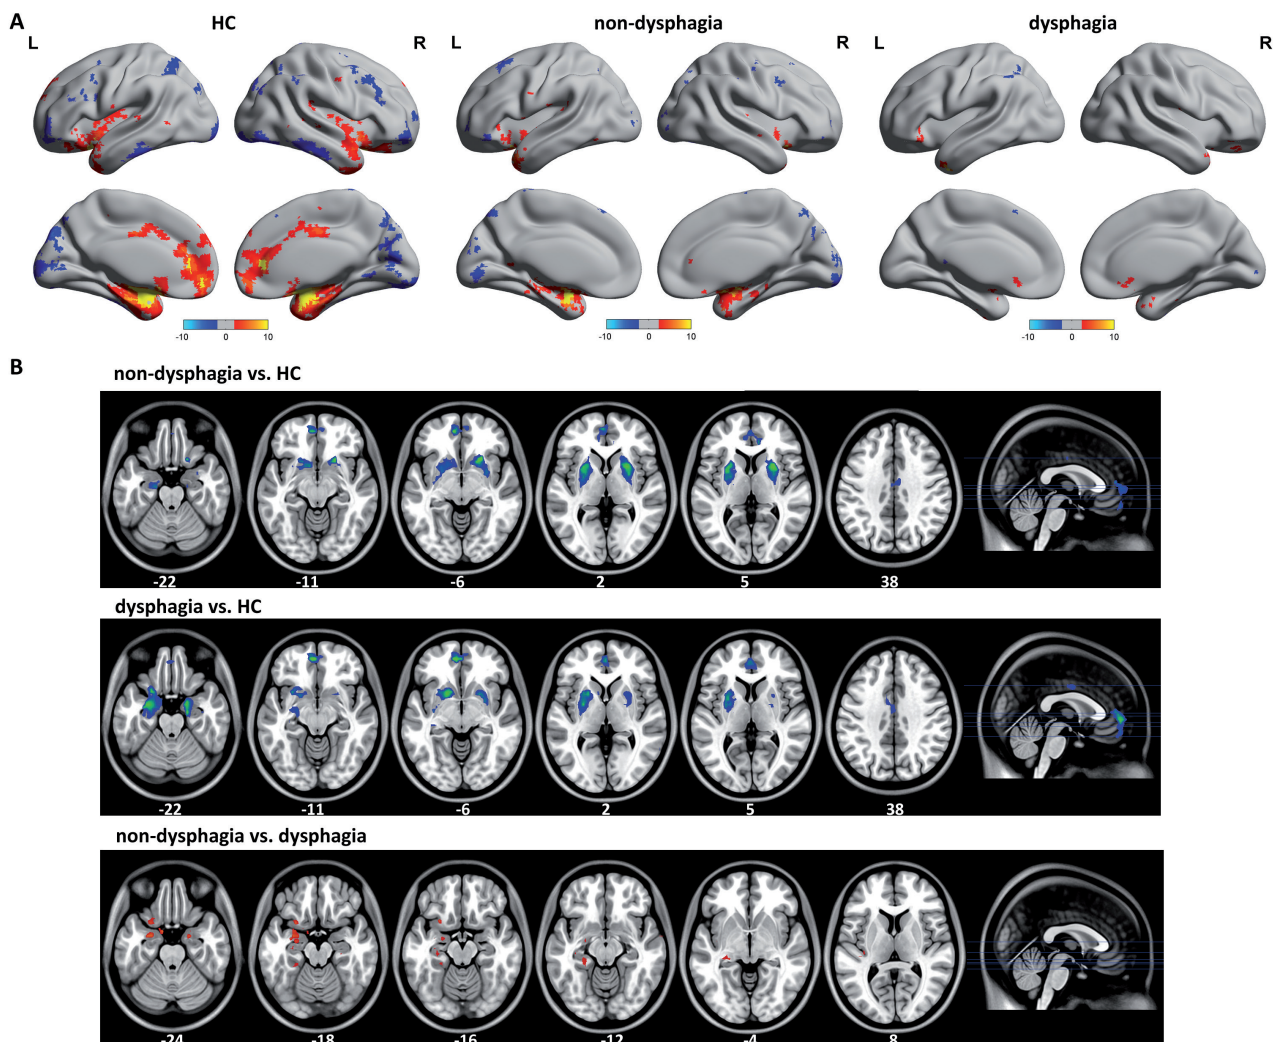 A
HC
non-dysphagia
dysphagia
L
R
L
R
L
R
-10 0 10
-10 0 10
-10 0 10
B
non-dysphagia vs. HC
-22 -11 -6 2 5 38
dysphagia vs. HC
-22 -11 -6 2 5 38
non-dysphagia vs. dysphagia
-24 -18 -16 -12 -4 8